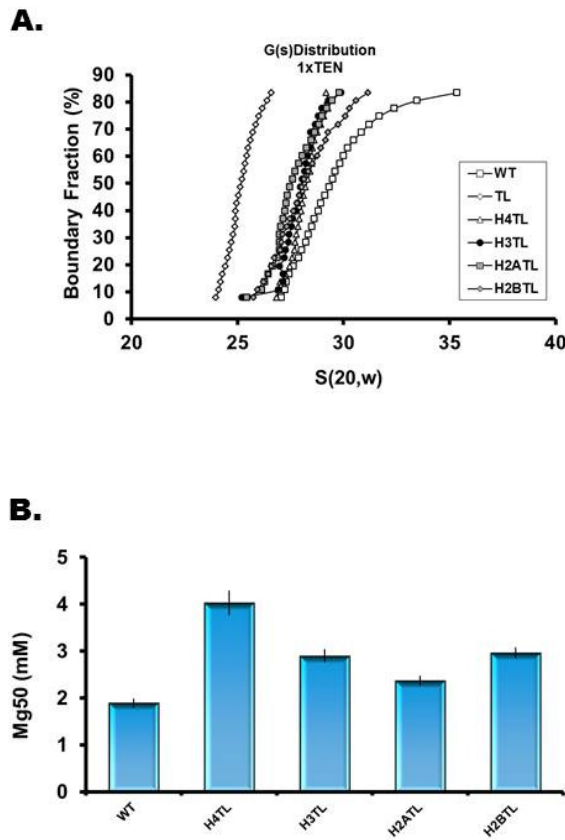 A.
G(s)Distribution
1xTEN
Boundary Fraction (%)
90
80
70
60
50
40
30
20
10
0
20
25
30
35
40
S(20,w)
WT
TL
H4TL
H3TL
H2ATL
H2BTL
B.
Mg50 (mM)
5
4
3
2
1
0
WT
H4TL
H3TL
H2ATL
H2BTL